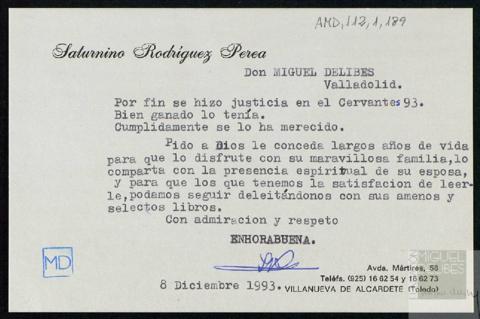 AMD, 112, 1, 189
Saturnino Rodríguez Perea
Don MIGUEL DELIBES
Valladolid.
Por fin se hizo justicia en el Cervantes 93.
Bien ganado lo tenía.
Cumplidamente se lo ha merecido.
Pido a Dios le conceda largos años de vida
para que lo disfrute con su maravillosa familia,lo
comparta con la presencia espiritual de su esposa,
y para que los que tenemos la satisfacion de leer-
le,podamos seguir deleitándonos con sus amenos y
selectos libros.
Con admiracion y respeto
ENHORABUENA.
MD
Avda. Mártires, 58
Teléfs. (925) 16 62 54 y 16 62 73
8 Diciembre 1993. VILLANUEVA DE ALCARDETE (Toledo)
MIGUEL
DELIBES